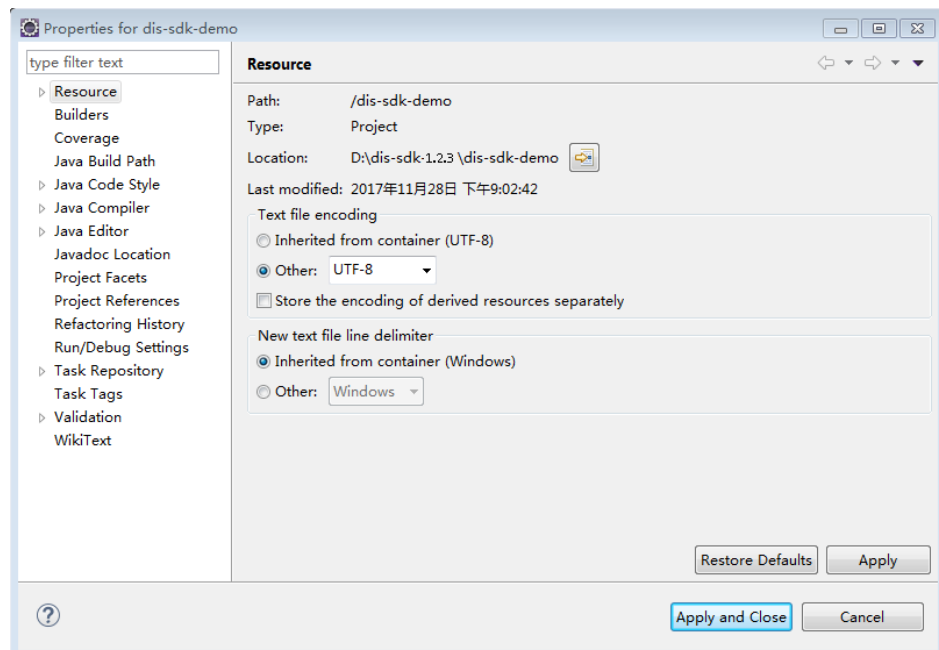 Properties for dis-sdk-demo
type filter text
Resource
Builders
Coverage
Java Build Path
Java Code Style
Java Compiler
Java Editor
Javadoc Location
Project Facets
Project References
Refactoring History
Run/Debug Settings
Task Repository
Task Tags
Validation
WikiText
Resource
Path: /dis-sdk-demo
Type: Project
Location: D:\dis-sdk-1.2.3 \dis-sdk-demo
Last modified: 2017年11月28日 下午9:02:42
Text file encoding
Inherited from container (UTF-8)
Other: UTF-8
Store the encoding of derived resources separately
New text file line delimiter
Inherited from container (Windows)
Other: Windows
Restore Defaults Apply
? Apply and Close Cancel